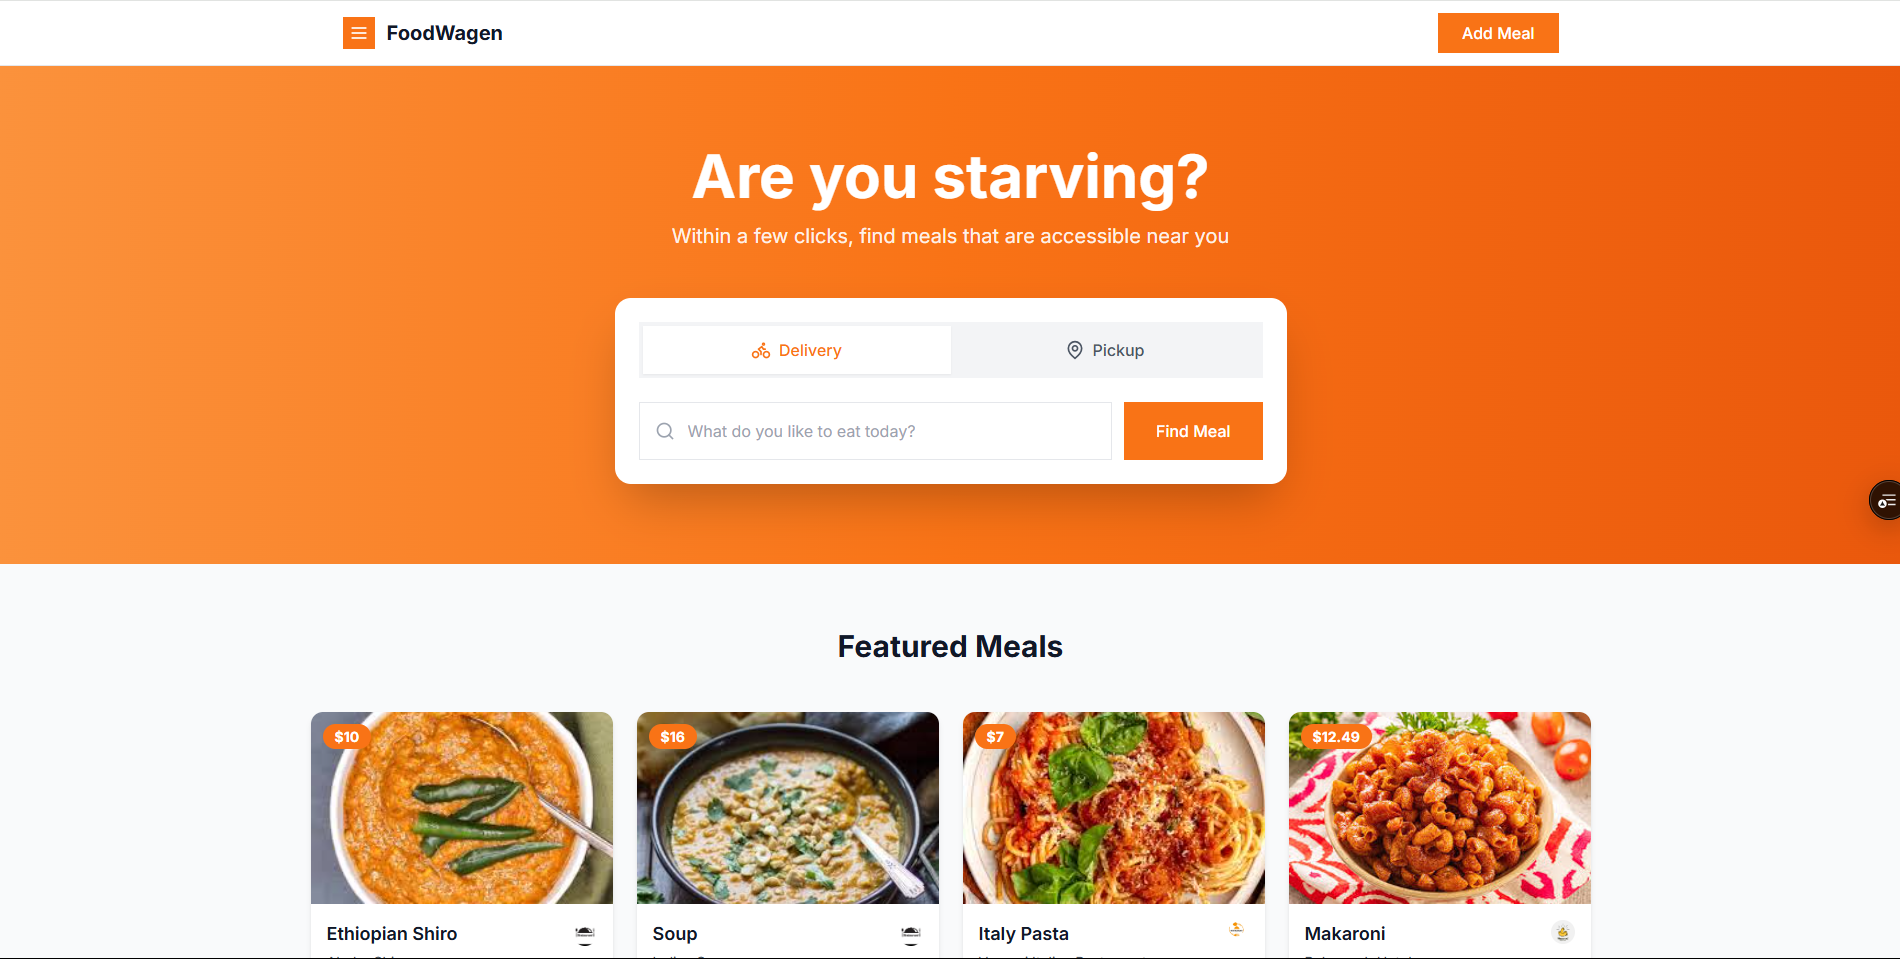 FoodWagen
Add Meal
Are you starving?
Within a few clicks, find meals that are accessible near you
Delivery
Pickup
What do you like to eat today?
Find Meal
Featured Meals
$10
$16
$7
$12.49
Ethiopian Shiro
Soup
Italy Pasta
Makaroni